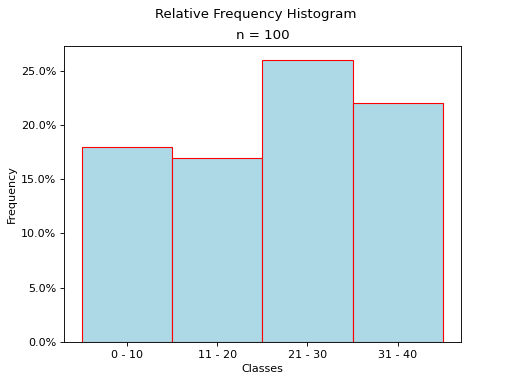 Relative Frequency Histogram
n = 100
25.0%
20.0%
15.0%
10.0%
5.0%
0.0%
Frequency
0 - 10
11 - 20
21 - 30
31 - 40
Classes